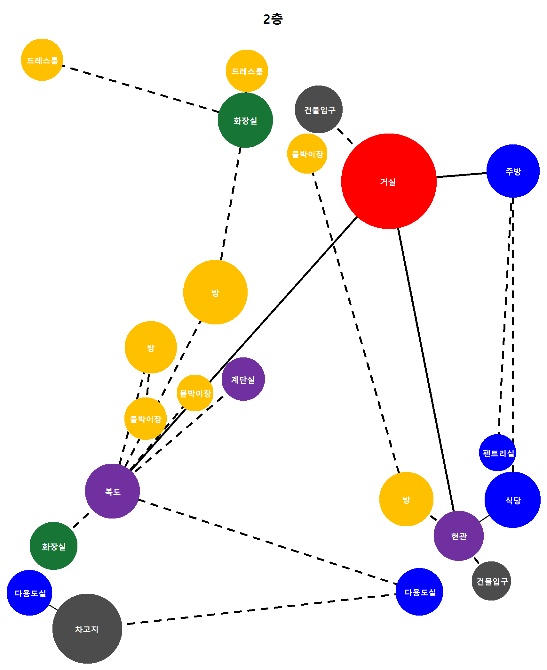 2층
드레스룸
드레스룸
건물입구
화장실
붙박이장
주방
거실
방
방
계단실
붙박이장
붙박이장
팬트리실
복도
방
식당
현관
화장실
건물입구
다용도실
다용도실
차고지